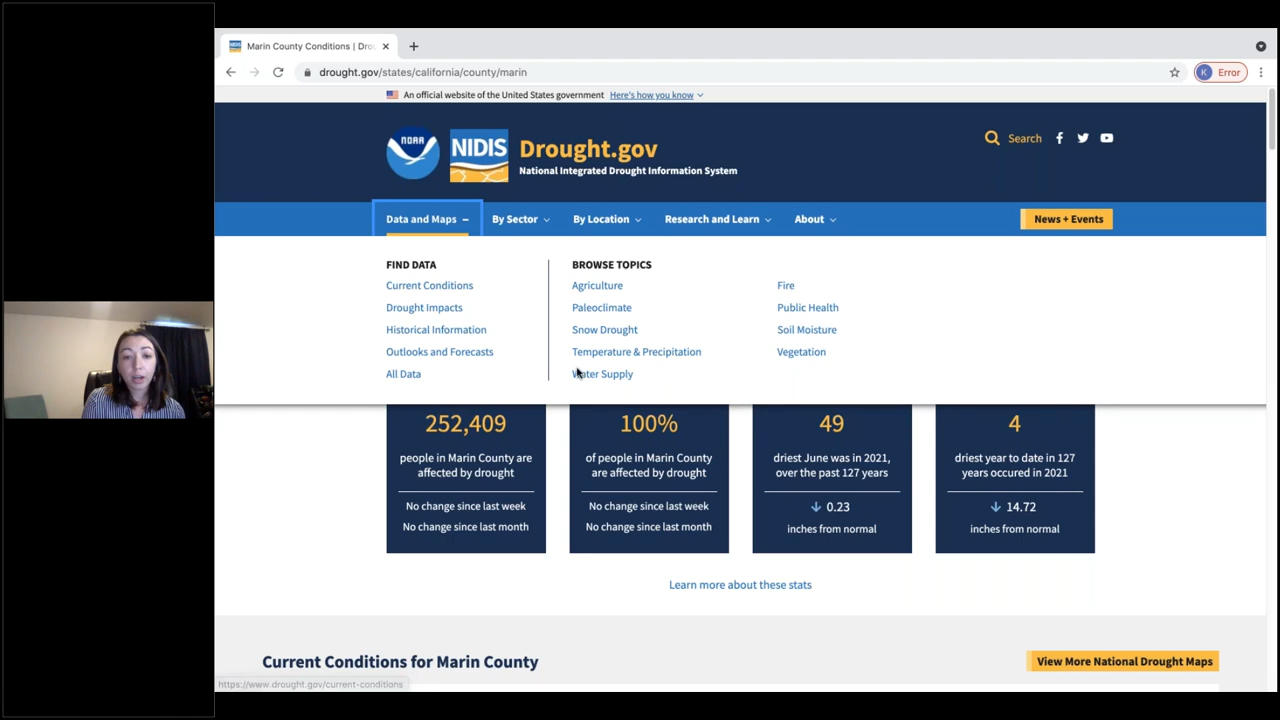 Marin County Conditions | Dro
drought.gov/states/california/county/marin
K Error
An official website of the United States government Here's how you know
NOAA
NIDIS
Drought.gov
National Integrated Drought Information System
Search
Data and Maps
By Sector
By Location
Research and Learn
About
News + Events
FIND DATA
Current Conditions
Drought Impacts
Historical Information
Outlooks and Forecasts
All Data
BROWSE TOPICS
Agriculture
Paleoclimate
Snow Drought
Temperature & Precipitation
Water Supply
Fire
Public Health
Soil Moisture
Vegetation
252,409
people in Marin County are
affected by drought
No change since last week
No change since last month
100%
of people in Marin County
are affected by drought
No change since last week
No change since last month
49
driest June was in 2021,
over the past 127 years
↓ 0.23
inches from normal
4
driest year to date in 127
years occured in 2021
↓ 14.72
inches from normal
Learn more about these stats
Current Conditions for Marin County
View More National Drought Maps
https://www.drought.gov/current-conditions